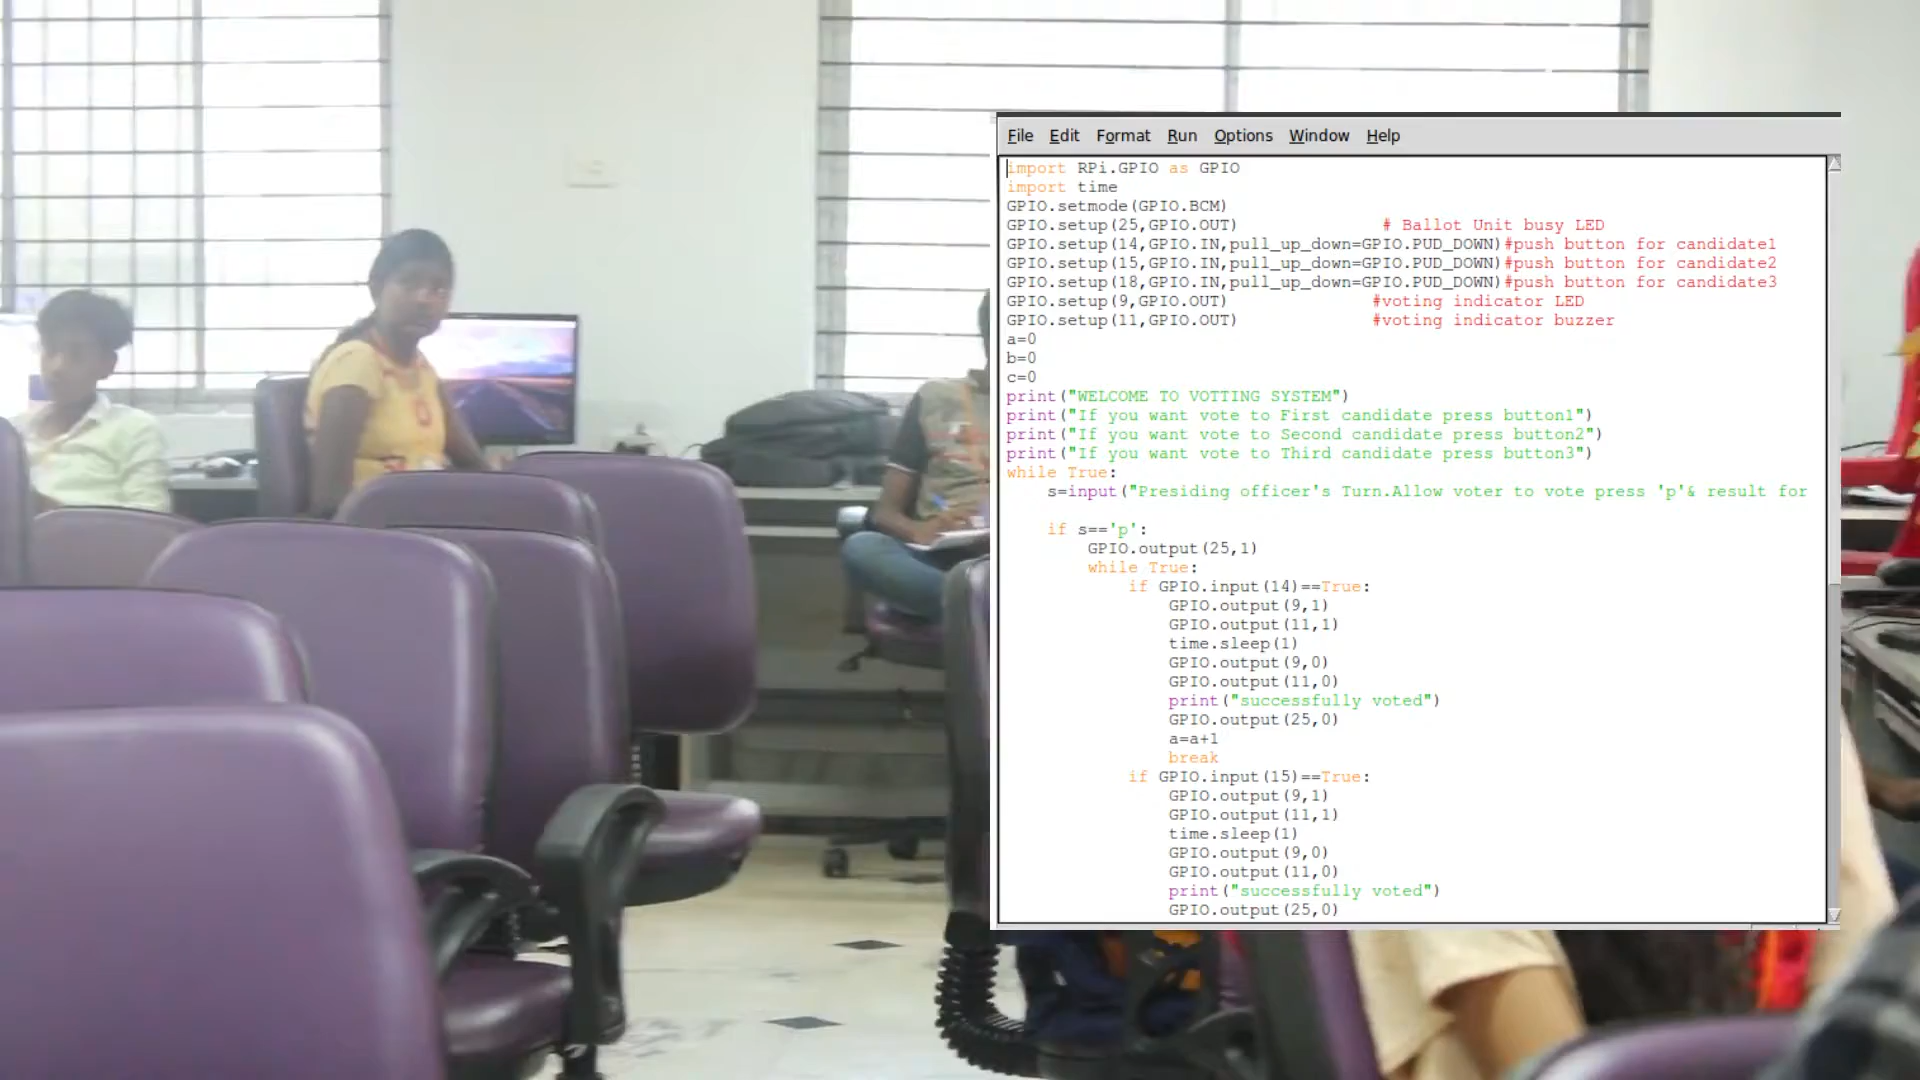 File Edit Format Run Options Window Help
import RPi.GPIO as GPIO
import time
GPIO.setmode(GPIO.BCM)
GPIO.setup(25,GPIO.OUT) # Ballot Unit busy LED
GPIO.setup(14,GPIO.IN,pull_up_down=GPIO.PUD_DOWN)#push button for candidate1
GPIO.setup(15,GPIO.IN,pull_up_down=GPIO.PUD_DOWN)#push button for candidate2
GPIO.setup(18,GPIO.IN,pull_up_down=GPIO.PUD_DOWN)#push button for candidate3
GPIO.setup(9,GPIO.OUT) #voting indicator LED
GPIO.setup(11,GPIO.OUT) #voting indicator buzzer
a=0
b=0
c=0
print("WELCOME TO VOTTING SYSTEM")
print("If you want vote to First candidate press button1")
print("If you want vote to Second candidate press button2")
print("If you want vote to Third candidate press button3")
while True:
    s=input("Presiding officer's Turn.Allow voter to vote press 'p'& result for
    if s=='p':
        GPIO.output(25,1)
        while True:
            if GPIO.input(14)==True:
                GPIO.output(9,1)
                GPIO.output(11,1)
                time.sleep(1)
                GPIO.output(9,0)
                GPIO.output(11,0)
                print("successfully voted")
                GPIO.output(25,0)
                a=a+1
                break
            if GPIO.input(15)==True:
                GPIO.output(9,1)
                GPIO.output(11,1)
                time.sleep(1)
                GPIO.output(9,0)
                GPIO.output(11,0)
                print("successfully voted")
                GPIO.output(25,0)